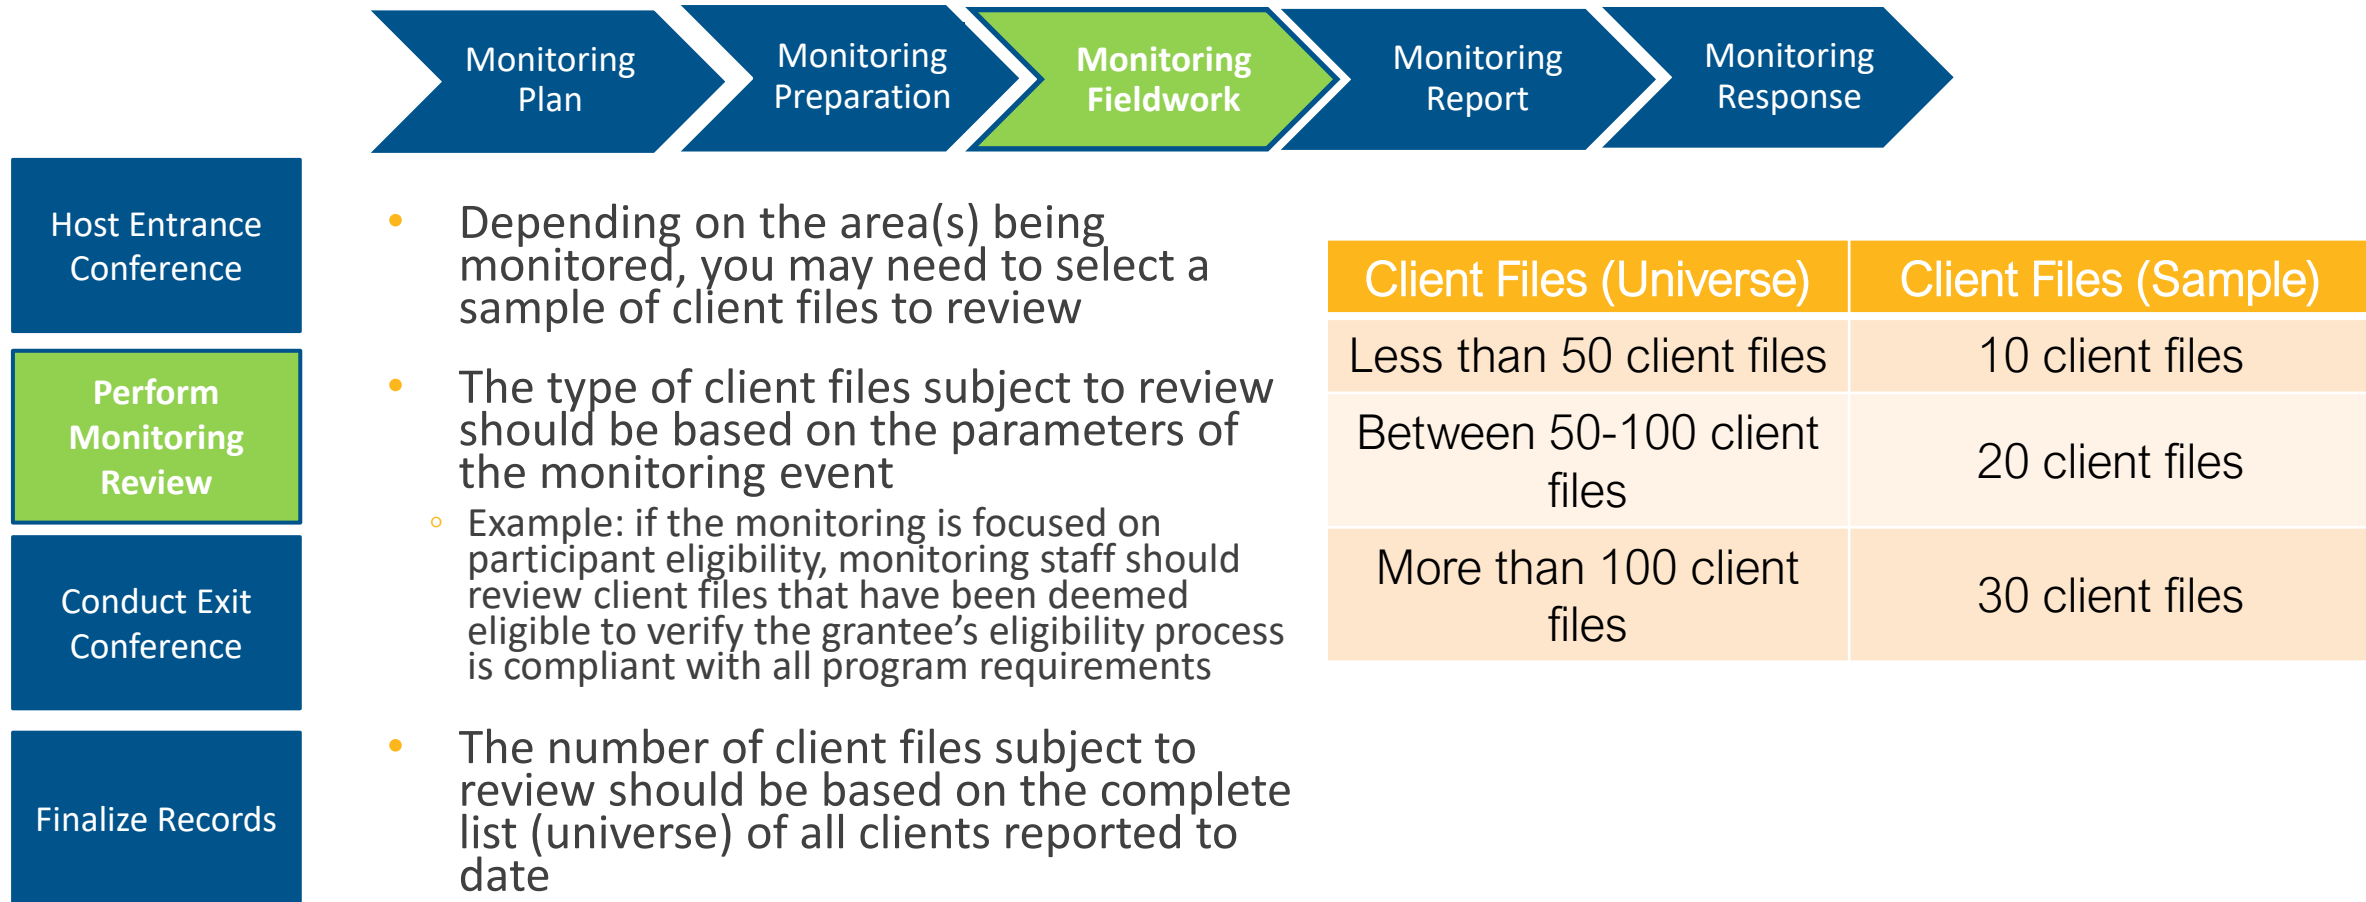 Monitoring
Plan
Monitoring
Preparation
Monitoring
Fieldwork
Monitoring
Report
Monitoring
Response
Host Entrance
Conference
Perform
Monitoring
Review
Conduct Exit
Conference
Finalize Records
• Depending on the area(s) being
monitored, you may need to select a
sample of client files to review
• The type of client files subject to review
should be based on the parameters of
the monitoring event
◦ Example: if the monitoring is focused on
participant eligibility, monitoring staff should
review client files that have been deemed
eligible to verify the grantee’s eligibility process
is compliant with all program requirements
• The number of client files subject to
review should be based on the complete
list (universe) of all clients reported to
date
Client Files (Universe) Client Files (Sample)
Less than 50 client files 10 client files
Between 50-100 client
files
20 client files
More than 100 client
files
30 client files